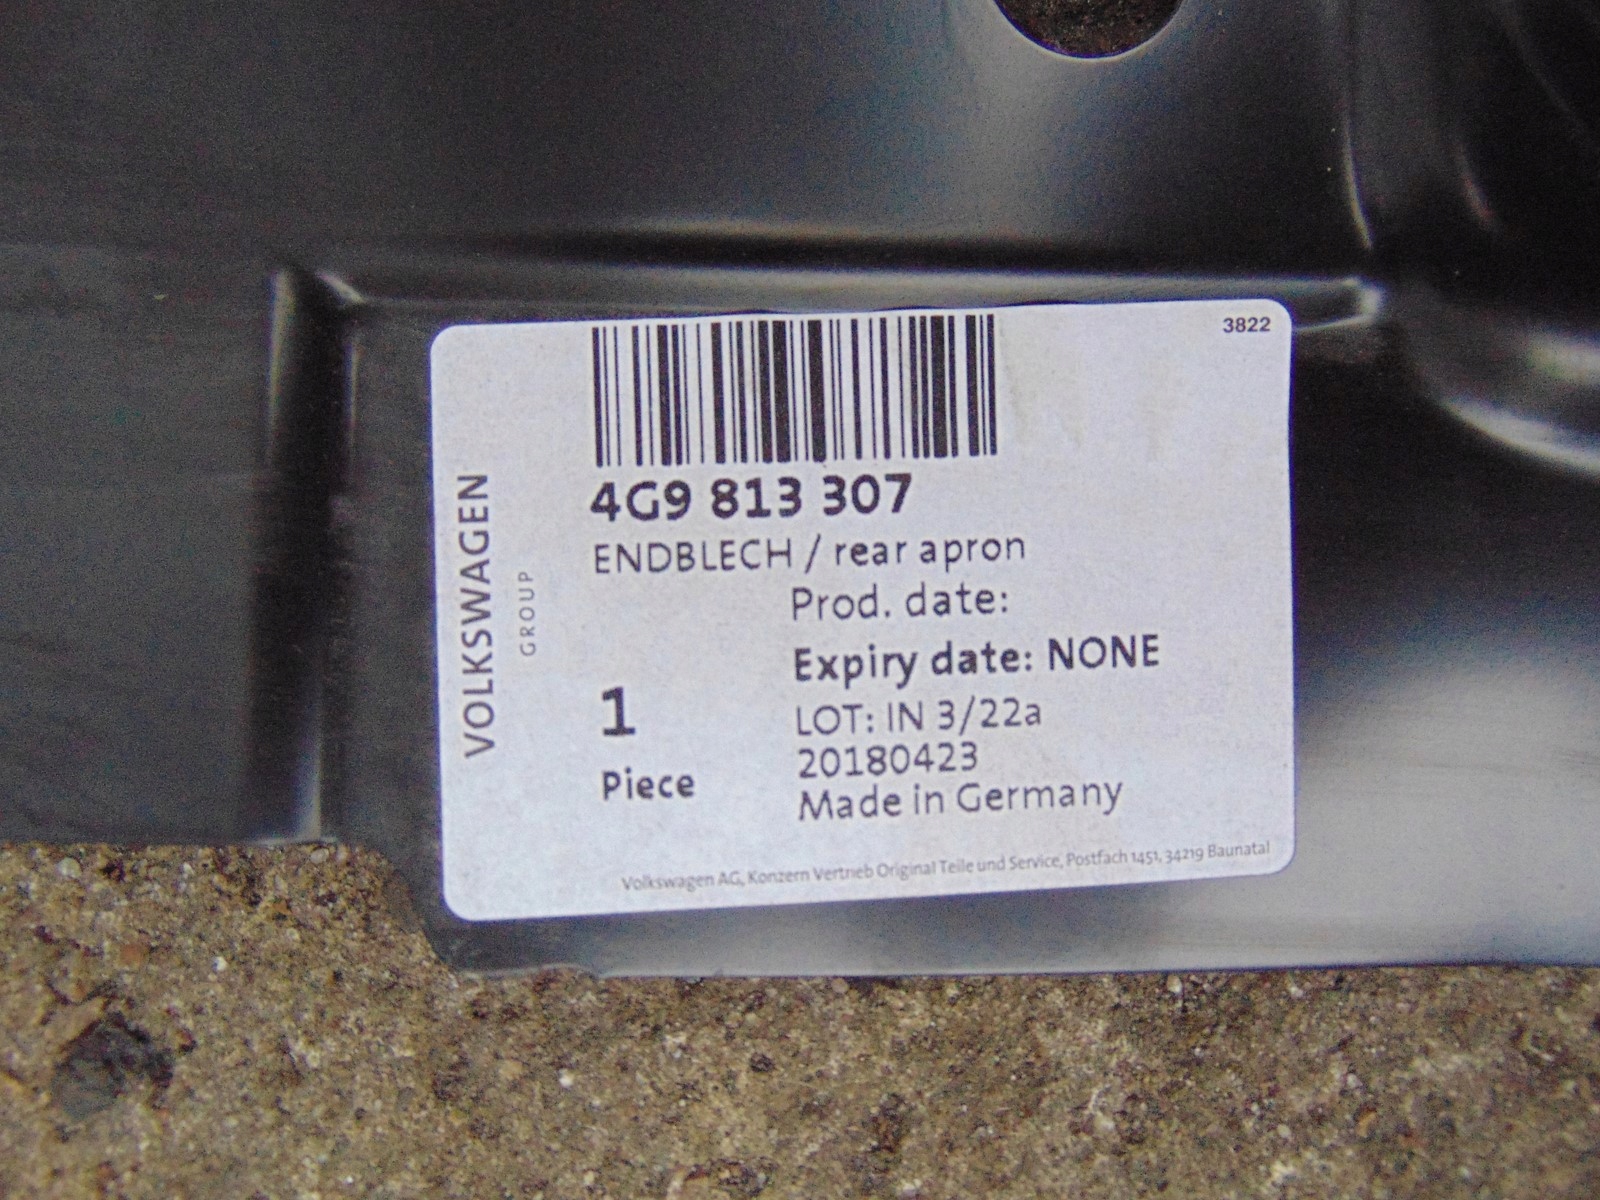 3822
VOLKSWAGEN
GROUP
4G9 813 307
ENDBLECH / rear apron
Prod. date:
Expiry date: NONE
1
Piece
LOT: IN 3/22a
20180423
Made in Germany
Volkswagen AG, Konzern Vertrieb Original Teile und Service, Postfach 1451, 34219 Baunatal